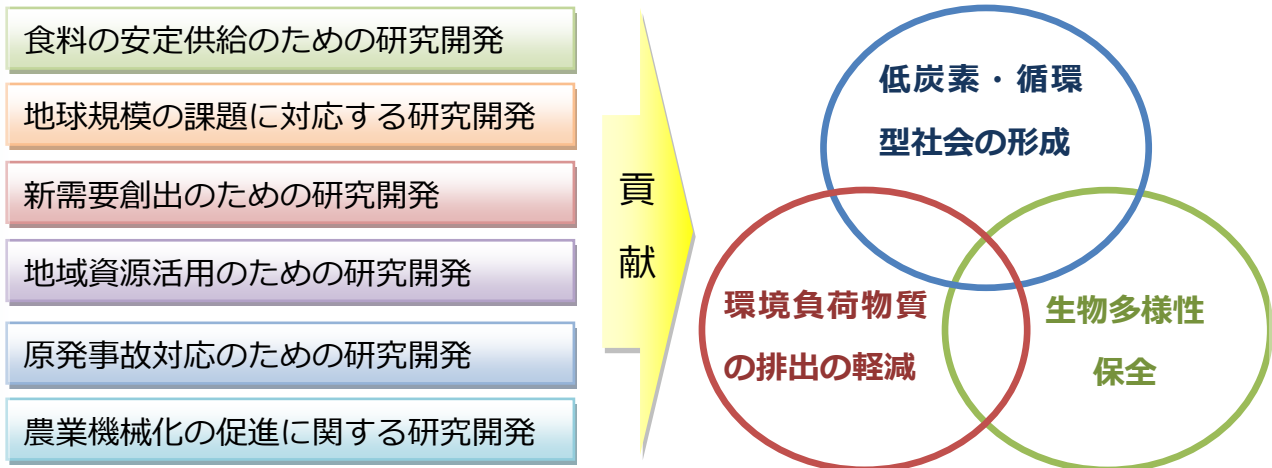 食料の安定供給のための研究開発
地球規模の課題に対応する研究開発
新需要創出のための研究開発
地域資源活用のための研究開発
原発事故対応のための研究開発
農業機械化の促進に関する研究開発
貢
献
低炭素・循環
型社会の形成
環境負荷物質
の排出の軽減
生物多様性
保全